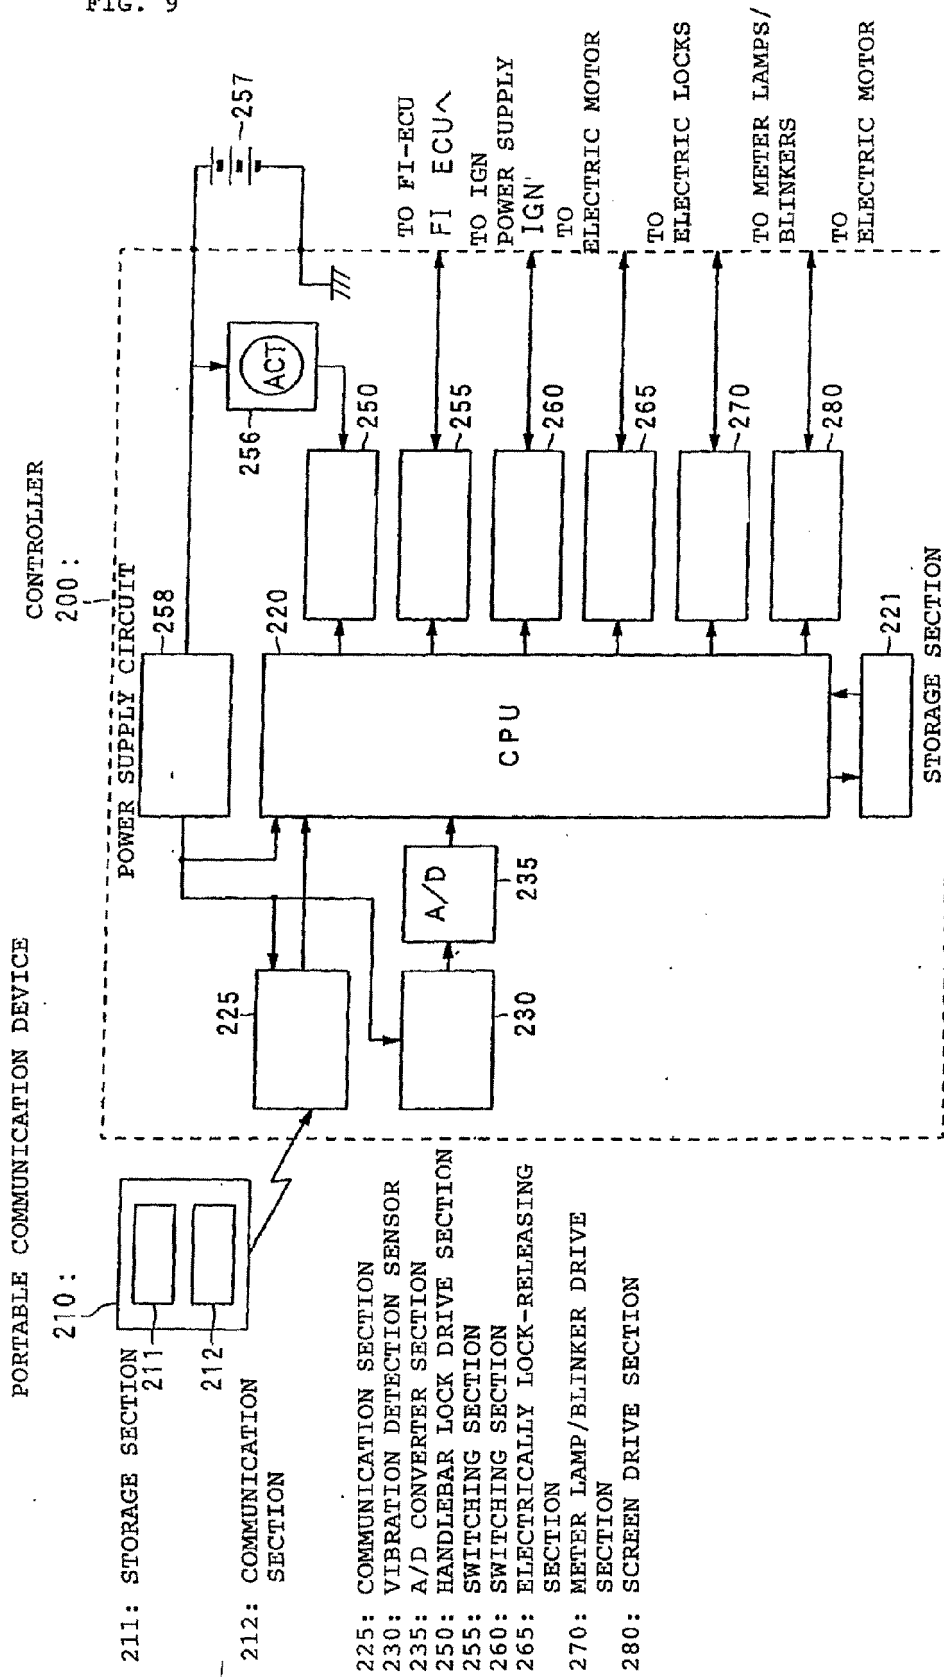 FIG. 9
PORTABLE COMMUNICATION DEVICE
210:
211
212
211: STORAGE SECTION
212: COMMUNICATION
SECTION
CONTROLLER
200:
POWER SUPPLY CIRCUIT
258
257
256
ACT
225
220
CPU
230
235
A/D
250
255
260
265
270
280
221
STORAGE SECTION
TO FI-ECU
FI ECUへ
TO IGN
POWER SUPPLY
IGN'
TO
ELECTRIC MOTOR
TO
ELECTRIC LOCKS
TO METER LAMPS/
BLINKERS
TO
ELECTRIC MOTOR
225: COMMUNICATION SECTION
230: VIBRATION DETECTION SENSOR
235: A/D CONVERTER SECTION
250: HANDLEBAR LOCK DRIVE SECTION
255: SWITCHING SECTION
260: SWITCHING SECTION
265: ELECTRICALLY LOCK-RELEASING
SECTION
270: METER LAMP/BLINKER DRIVE
SECTION
280: SCREEN DRIVE SECTION